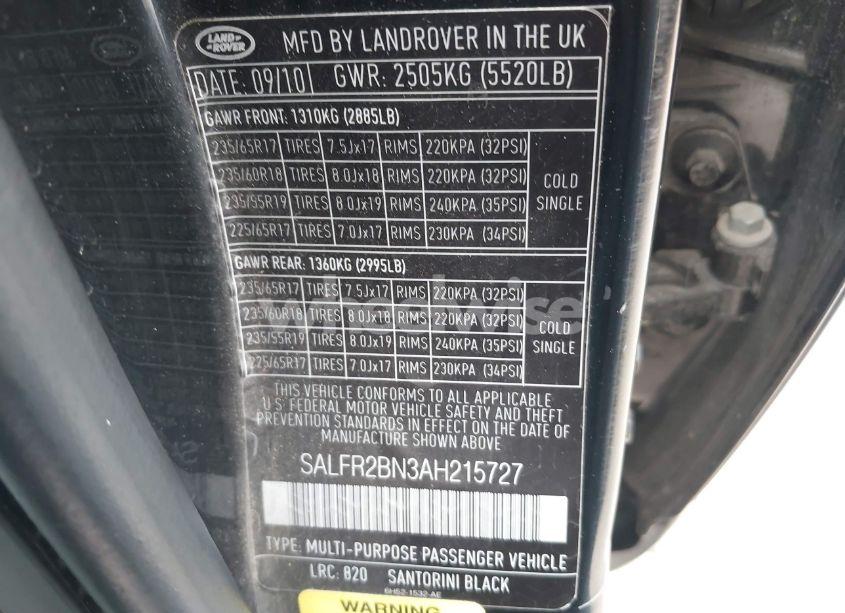 LAND
ROVER
MFD BY LANDROVER IN THE UK
DATE: 09/10 GWR: 2505KG (5520LB)
GAWR FRONT: 1310KG (2885LB)
235/65R17 TIRES 7.5Jx17 RIMS 220KPA (32PSI)
235/60R18 TIRES 8.0Jx18 RIMS 220KPA (32PSI)
235/55R19 TIRES 8.0Jx19 RIMS 240KPA (35PSI)
225/65R17 TIRES 7.0Jx17 RIMS 230KPA (34PSI)
COLD
SINGLE
GAWR REAR: 1360KG (2995LB)
235/65R17 TIRES 7.5Jx17 RIMS 220KPA (32PSI)
235/60R18 TIRES 8.0Jx18 RIMS 220KPA (32PSI)
235/55R19 TIRES 8.0Jx19 RIMS 240KPA (35PSI)
225/65R17 TIRES 7.0Jx17 RIMS 230KPA (34PSI)
COLD
SINGLE
THIS VEHICLE CONFORMS TO ALL APPLICABLE
U S FEDERAL MOTOR VEHICLE SAFETY AND THEFT
PREVENTION STANDARDS IN EFFECT ON THE DATE OF
MANUFACTURE SHOWN ABOVE
SALFR2BN3AH215727
TYPE: MULTI-PURPOSE PASSENGER VEHICLE
LRC: 820 SANTORINI BLACK
6H52-1532-AE
WARNING